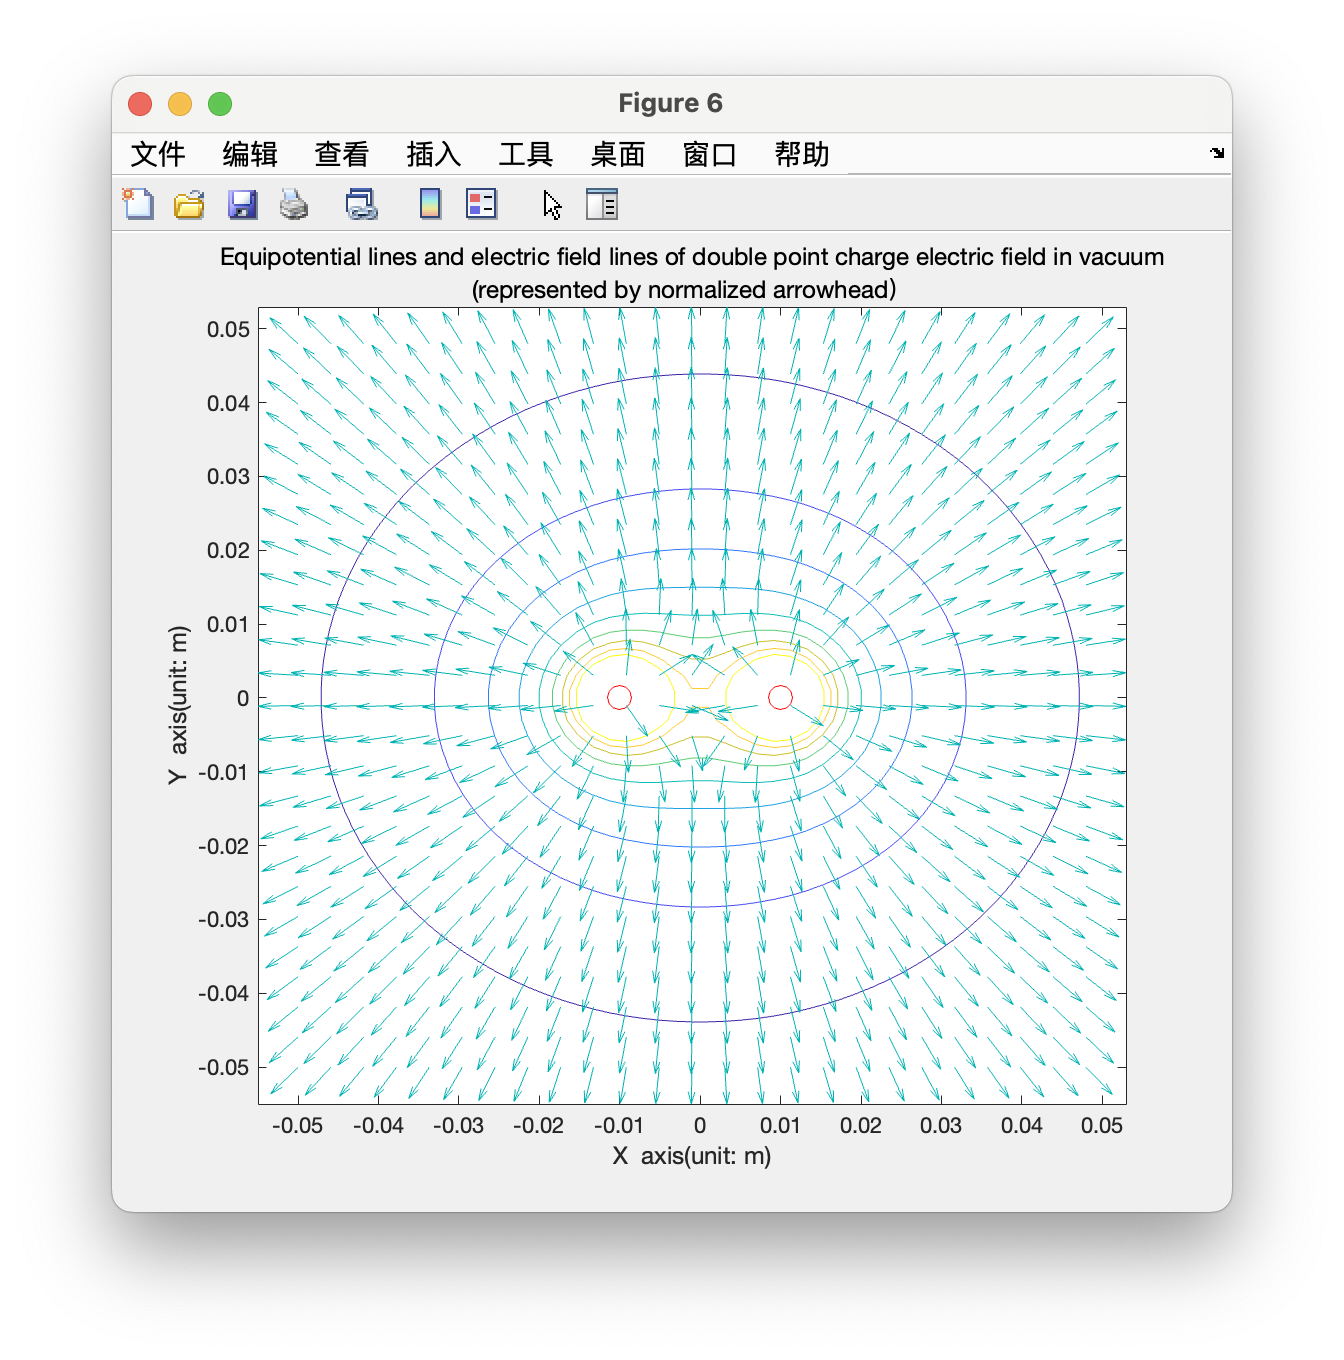 Figure 6
文件 编辑 查看 插入 工具 桌面 窗口 帮助
Equipotential lines and electric field lines of double point charge electric field in vacuum
(represented by normalized arrowhead)
0.05
0.04
0.03
0.02
0.01
0
-0.01
-0.02
-0.03
-0.04
-0.05
Y axis(unit: m)
-0.05 -0.04 -0.03 -0.02 -0.01 0 0.01 0.02 0.03 0.04 0.05
X axis(unit: m)